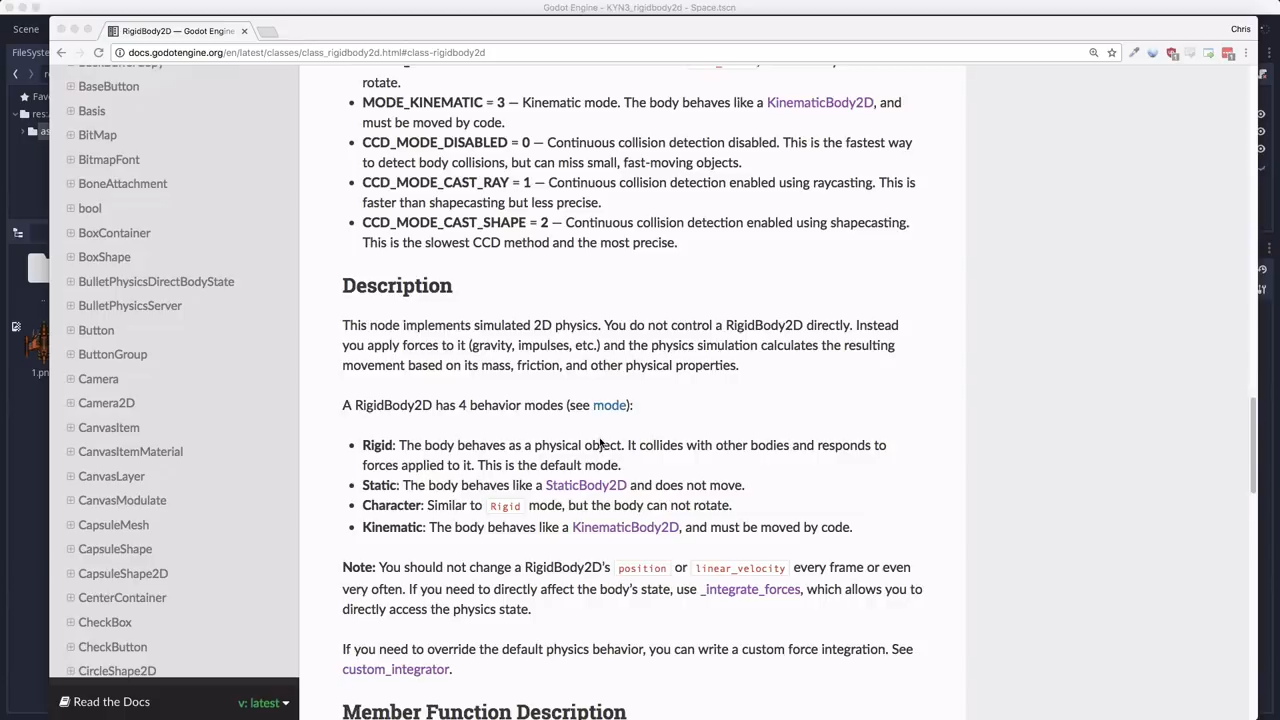 Godot Engine - KYN3_rigidbody2d - Space.tscn
Scene
RigidBody2D — Godot Engine
Chris
FileSystem
docs.godotengine.org/en/latest/classes/class_rigidbody2d.html#class-rigidbody2d
rotate.
BaseButton
Basis
BitMap
BitmapFont
BoneAttachment
bool
BoxContainer
BoxShape
BulletPhysicsDirectBodyState
BulletPhysicsServer
Button
ButtonGroup
Camera
Camera2D
CanvasItem
CanvasItemMaterial
CanvasLayer
CanvasModulate
CapsuleMesh
CapsuleShape
CapsuleShape2D
CenterContainer
CheckBox
CheckButton
CircleShape2D
Fav
res:
as
..
1.pn
Read the Docs
v: latest
MODE_KINEMATIC = 3 — Kinematic mode. The body behaves like a KinematicBody2D, and
must be moved by code.
CCD_MODE_DISABLED = 0 — Continuous collision detection disabled. This is the fastest way
to detect body collisions, but can miss small, fast-moving objects.
CCD_MODE_CAST_RAY = 1 — Continuous collision detection enabled using raycasting. This is
faster than shapecasting but less precise.
CCD_MODE_CAST_SHAPE = 2 — Continuous collision detection enabled using shapecasting.
This is the slowest CCD method and the most precise.
Description
This node implements simulated 2D physics. You do not control a RigidBody2D directly. Instead
you apply forces to it (gravity, impulses, etc.) and the physics simulation calculates the resulting
movement based on its mass, friction, and other physical properties.
A RigidBody2D has 4 behavior modes (see mode):
Rigid: The body behaves as a physical object. It collides with other bodies and responds to
forces applied to it. This is the default mode.
Static: The body behaves like a StaticBody2D and does not move.
Character: Similar to Rigid mode, but the body can not rotate.
Kinematic: The body behaves like a KinematicBody2D, and must be moved by code.
Note: You should not change a RigidBody2D's position or linear_velocity every frame or even
very often. If you need to directly affect the body's state, use _integrate_forces, which allows you to
directly access the physics state.
If you need to override the default physics behavior, you can write a custom force integration. See
custom_integrator.
Member Function Description